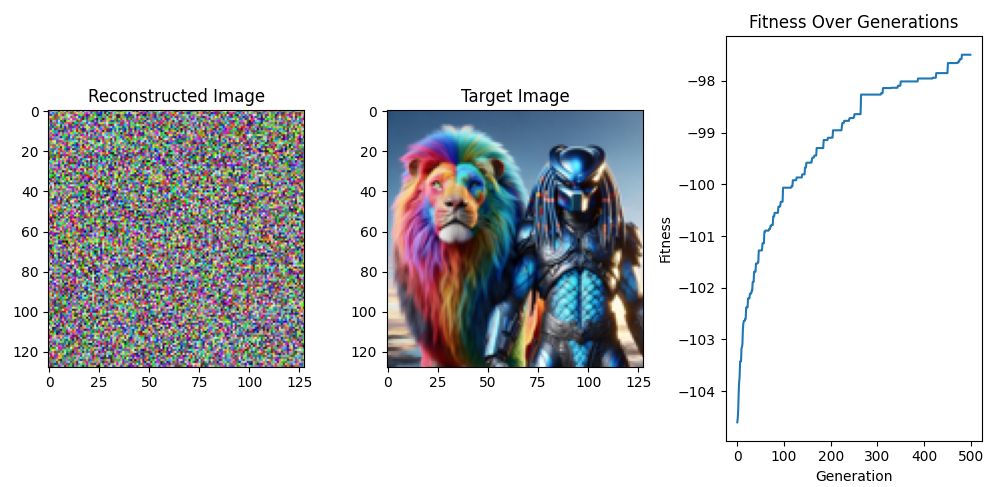 Reconstructed Image
0
20
40
60
80
100
120
0 25 50 75 100 125
Target Image
0
20
40
60
80
100
120
0 25 50 75 100 125
Fitness Over Generations
Fitness
−98
−99
−100
−101
−102
−103
−104
0 100 200 300 400 500
Generation